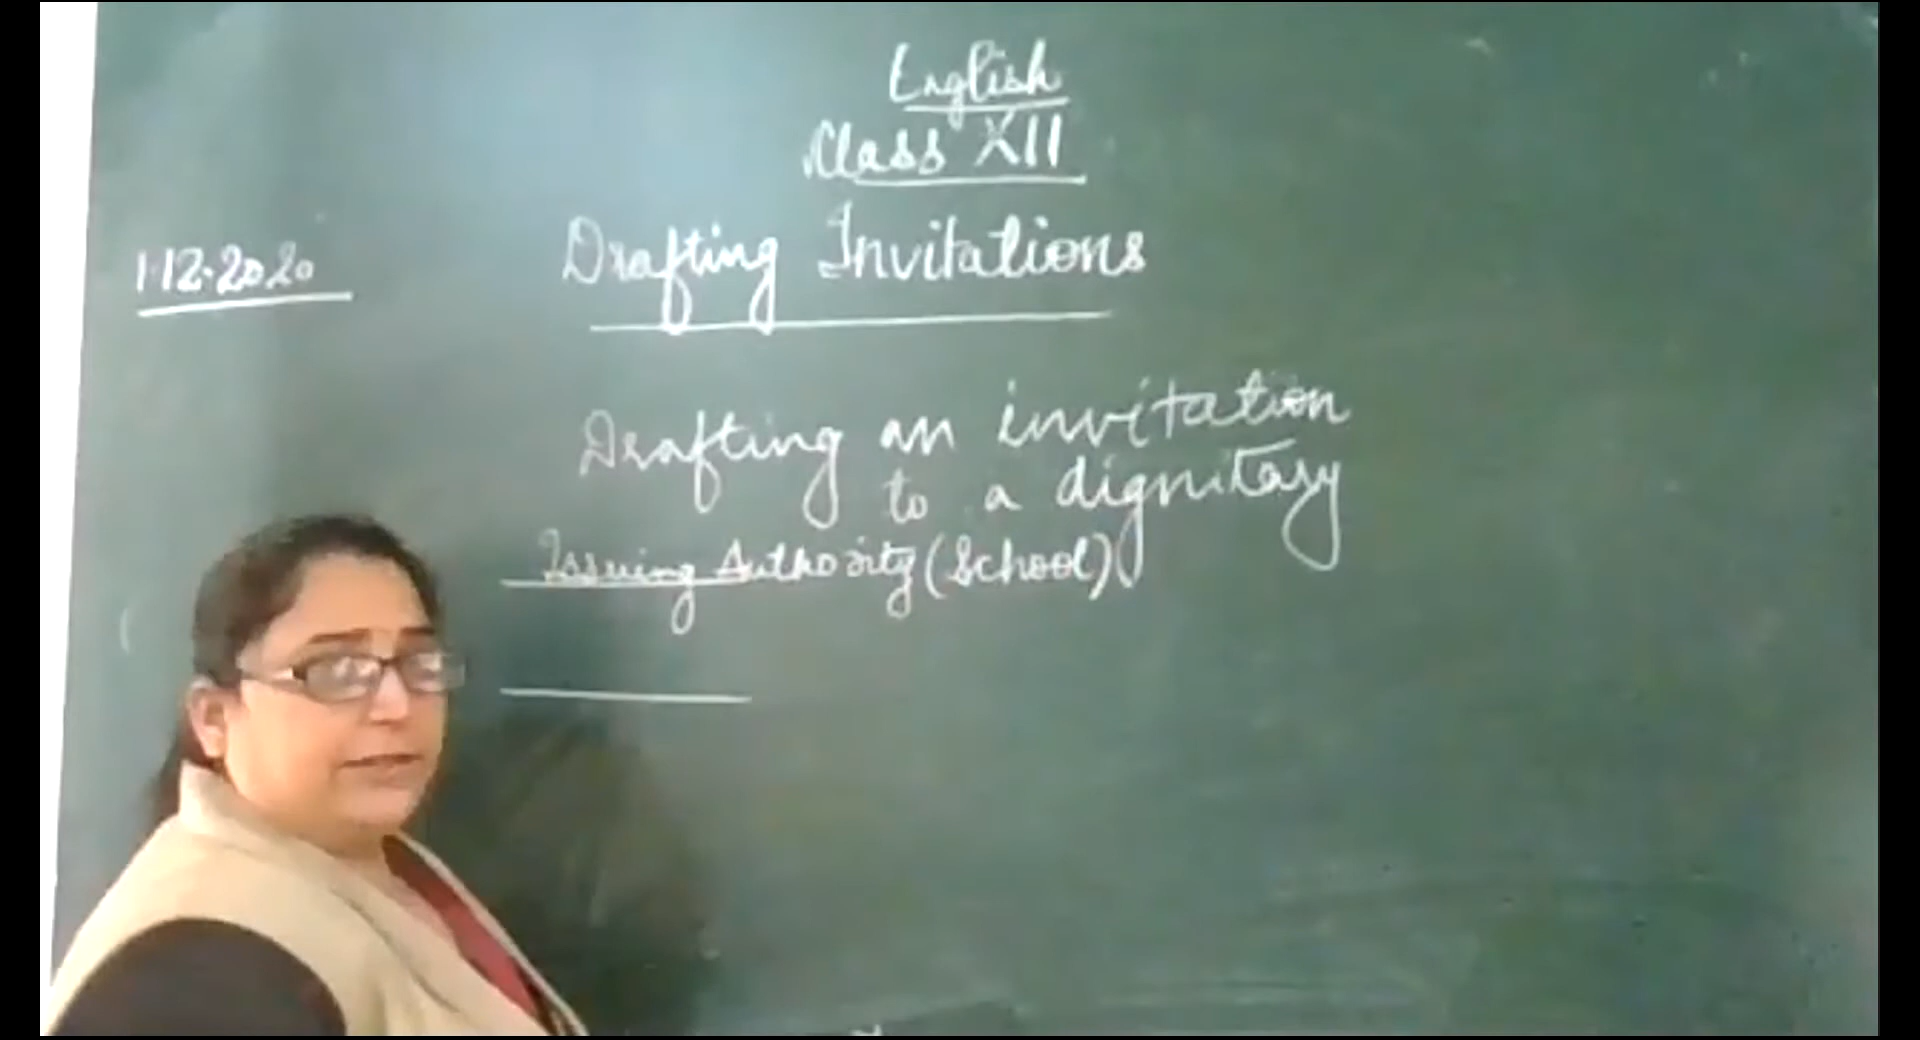 English
Class XII
1.12.2020
Drafting Invitations
Drafting an invitation
to a dignitary
Issuing Authority (School)